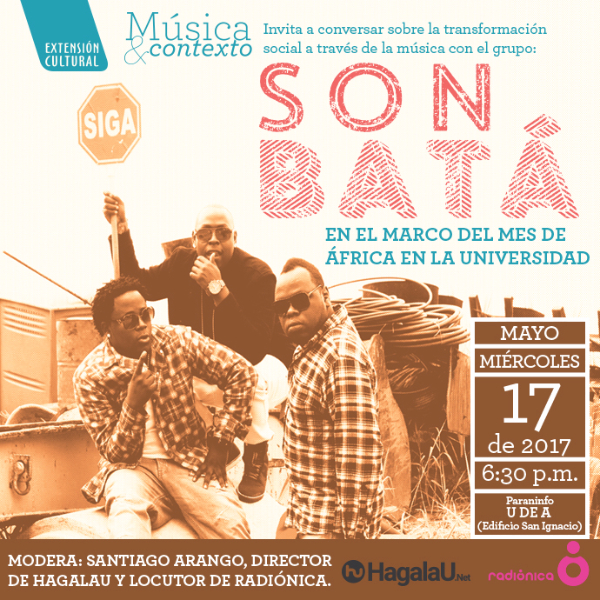 EXTENSIÓN
CULTURAL
Música
&contexto
Invita a conversar sobre la transformación
social a través de la música con el grupo:
SON
BATÁ
SIGA
EN EL MARCO DEL MES DE
ÁFRICA EN LA UNIVERSIDAD
MAYO
MIÉRCOLES
17
de 2017
6:30 p.m.
Paraninfo
U DE A
(Edificio San Ignacio)
MODERA: SANTIAGO ARANGO, DIRECTOR
DE HAGALAU Y LOCUTOR DE RADIÓNICA.
hu HagalaU.Net
radiónica